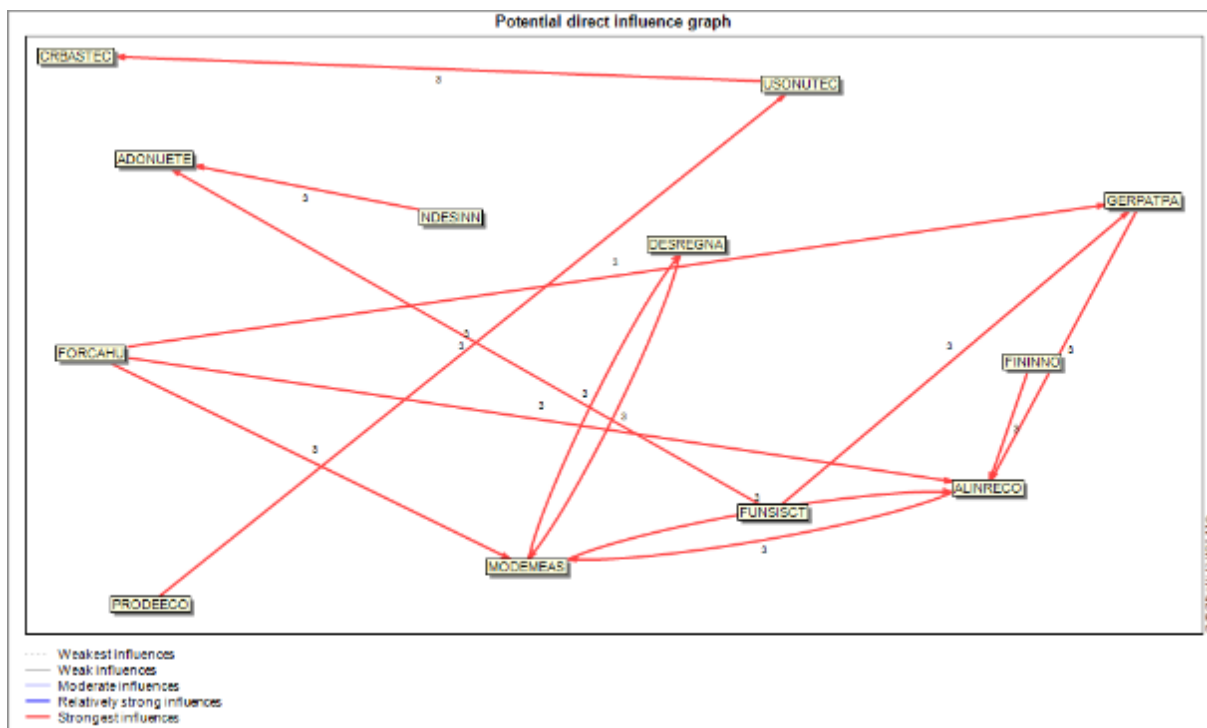 Potential direct influence graph
CRBASTEC
3
USONUTEC
ADONUETE
3
NDESINN
GERPATPA
DESREGNA
3
3
3
3
FORCAHU
FININNO
3
3
3
3
3
3
ALINRECO
3
FUNSISCT
3
MODEMEAS
PRODEECO
Weakest influences
Weak influences
Moderate influences
Relatively strong influences
Strongest influences